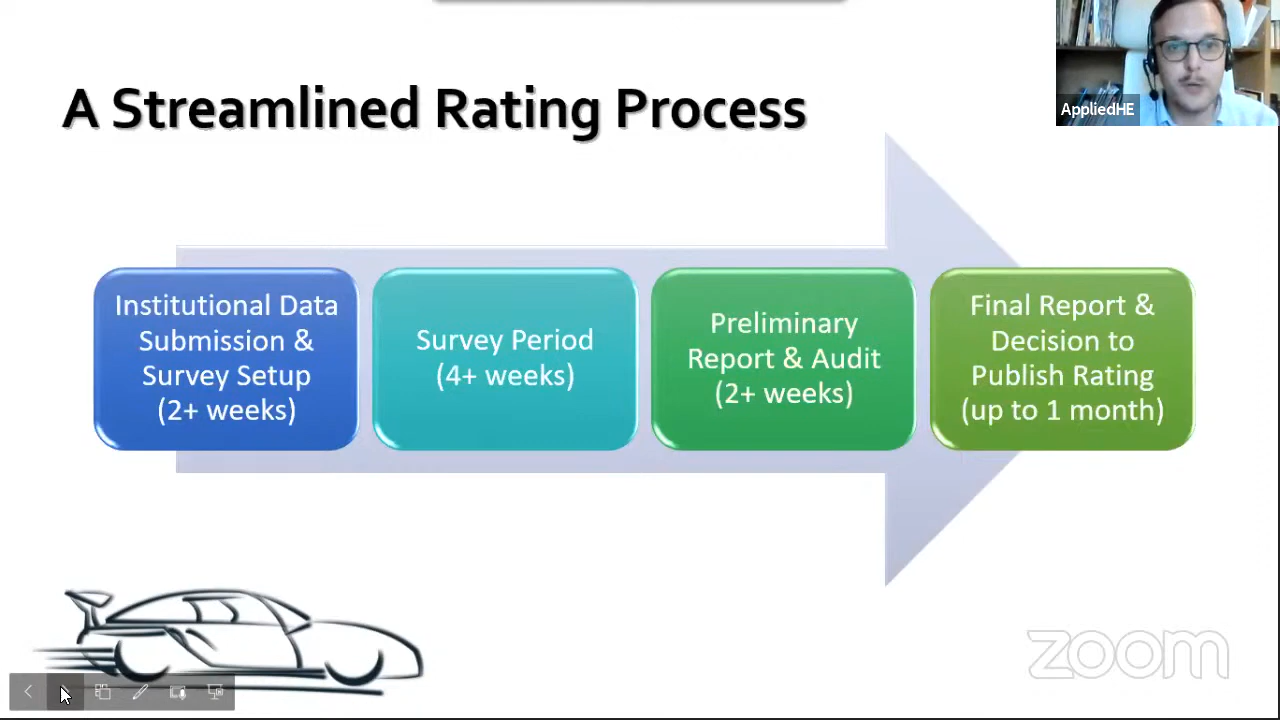 A Streamlined Rating Process
AppliedHE
Institutional Data
Submission &
Survey Setup
(2+ weeks)
Survey Period
(4+ weeks)
Preliminary
Report & Audit
(2+ weeks)
Final Report &
Decision to
Publish Rating
(up to 1 month)
zoom